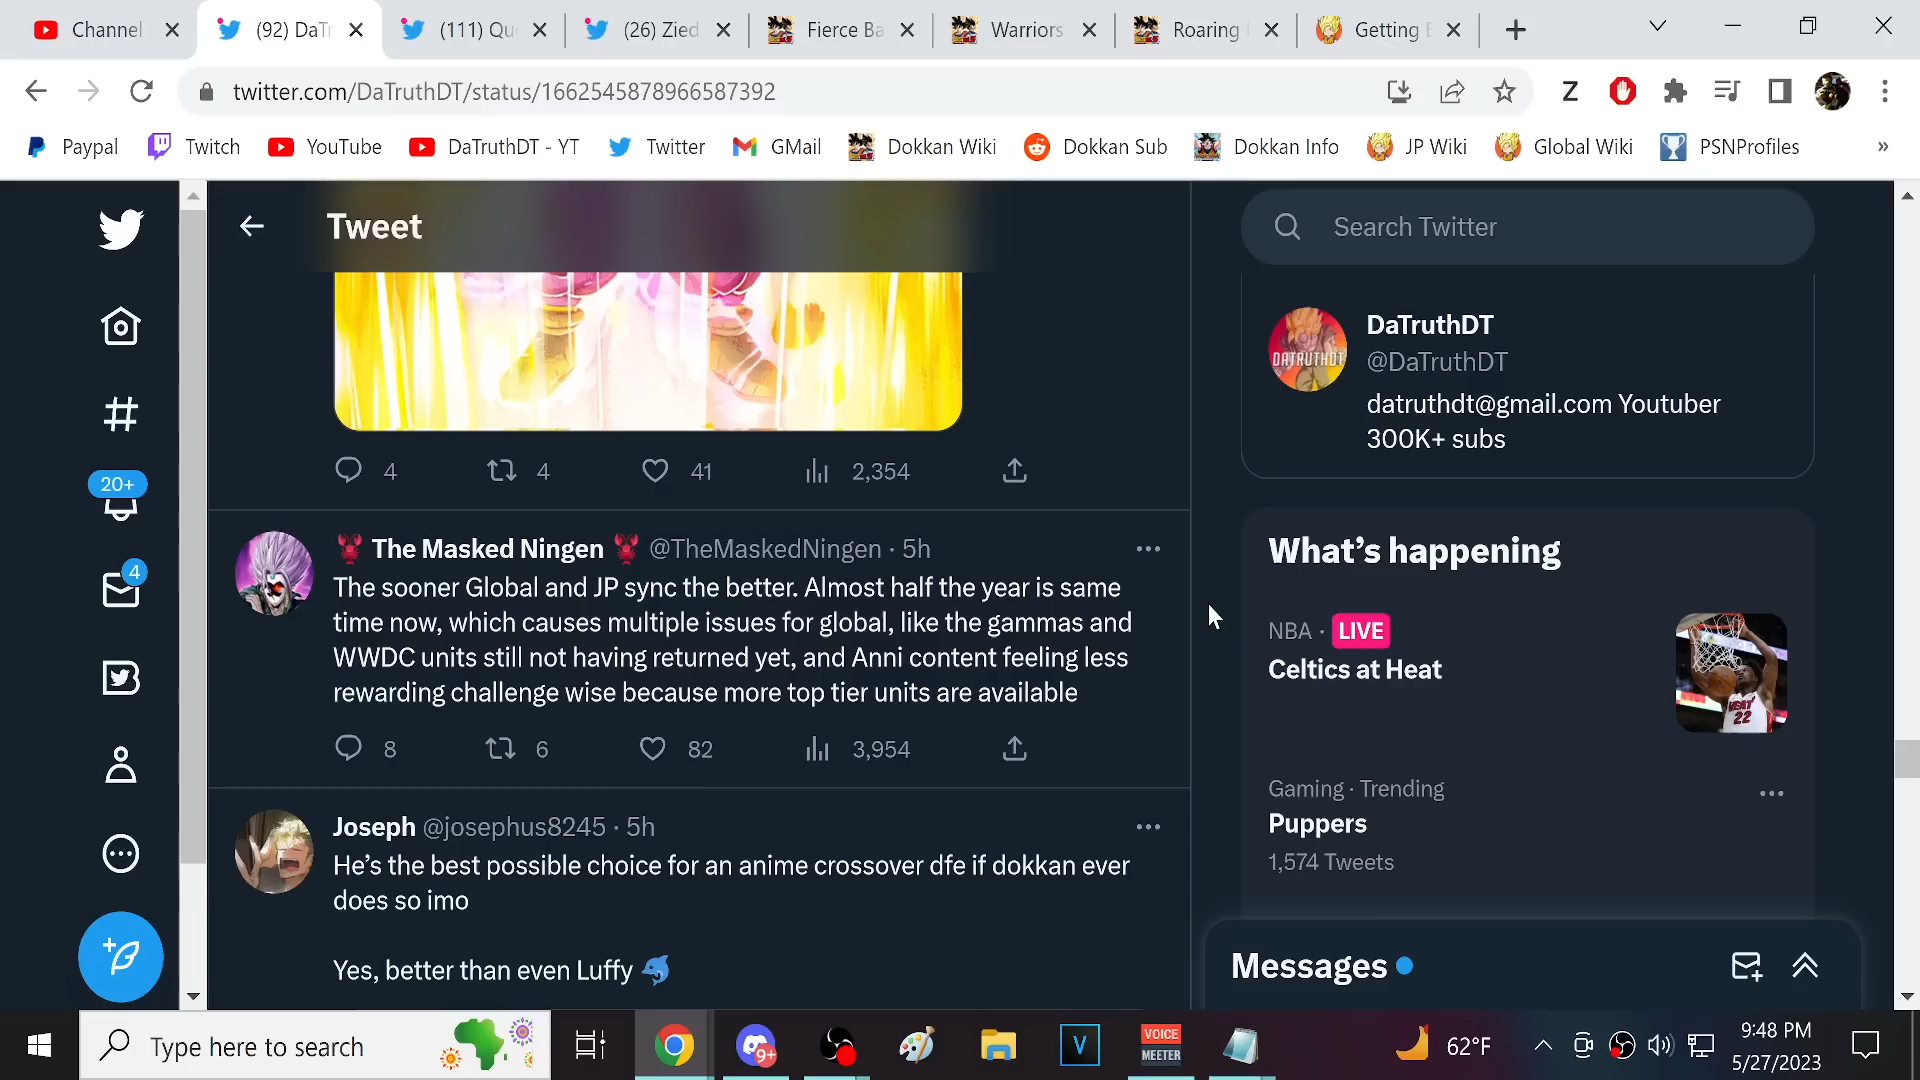 Channel
(92) DaTr
(111) Qu
(26) Zied
Fierce Ba
Warriors
Roaring
Getting
twitter.com/DaTruthDT/status/1662545878966587392
Z
Paypal
Twitch
YouTube
DaTruthDT - YT
Twitter
GMail
Dokkan Wiki
Dokkan Sub
Dokkan Info
JP Wiki
Global Wiki
PSNProfiles
»
Tweet
4
4
41
2,354
The Masked Ningen @TheMaskedNingen · 5h
The sooner Global and JP sync the better. Almost half the year is same
time now, which causes multiple issues for global, like the gammas and
WWDC units still not having returned yet, and Anni content feeling less
rewarding challenge wise because more top tier units are available
8
6
82
3,954
Joseph @josephus8245 · 5h
He's the best possible choice for an anime crossover dfe if dokkan ever
does so imo
Yes, better than even Luffy
20+
4
Search Twitter
DATRUTHDT
DaTruthDT
@DaTruthDT
datruthdt@gmail.com Youtuber
300K+ subs
What's happening
NBA · LIVE
Celtics at Heat
HEAT
22
Gaming · Trending
Puppers
1,574 Tweets
Messages
Type here to search
9+
V
VOICE
MEETER
62°F
9:48 PM
5/27/2023